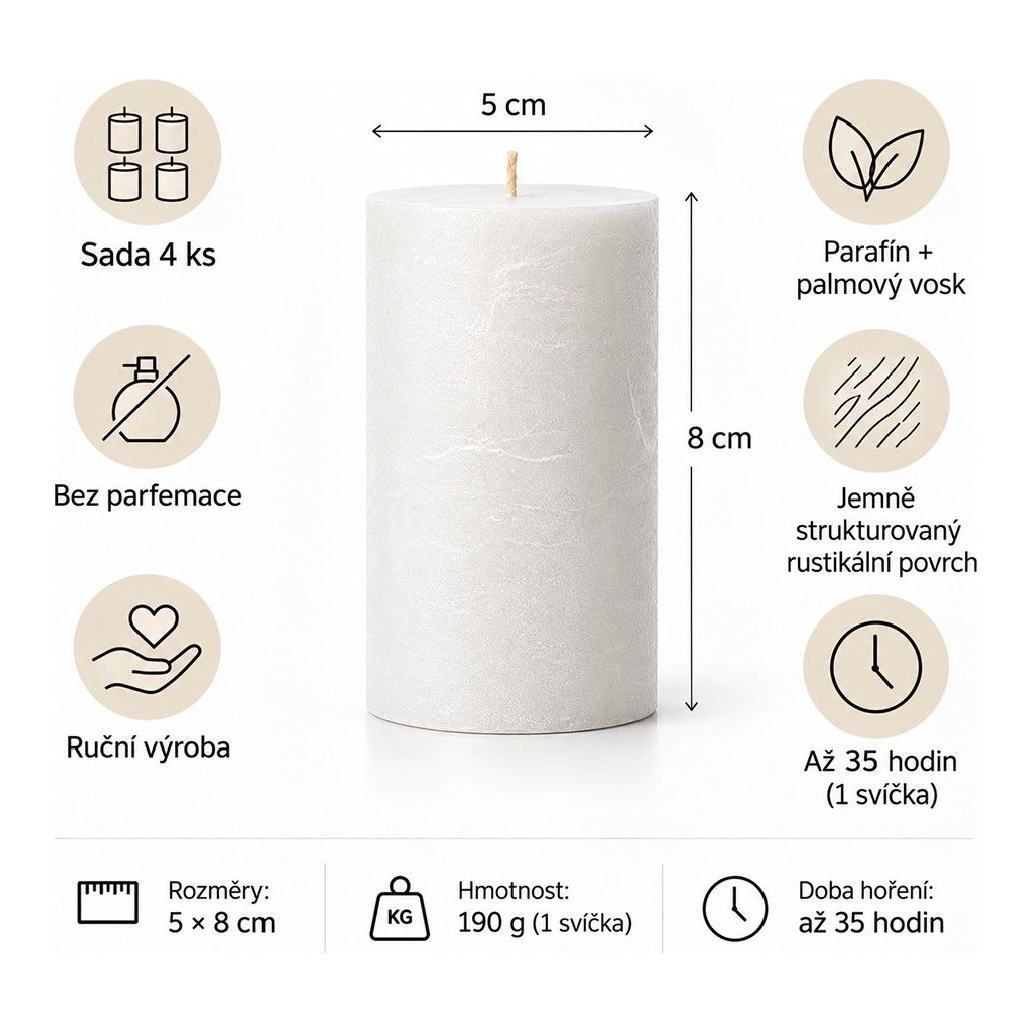 5 cm
Sada 4 ks
Parafín +
palmový vosk
8 cm
Bez parfemace
Jemně
strukturovaný
rustikální povrch
Ruční výroba
Až 35 hodin
(1 svíčka)
Rozměry:
5 × 8 cm
KG
Hmotnost:
190 g (1 svíčka)
Doba hoření:
až 35 hodin